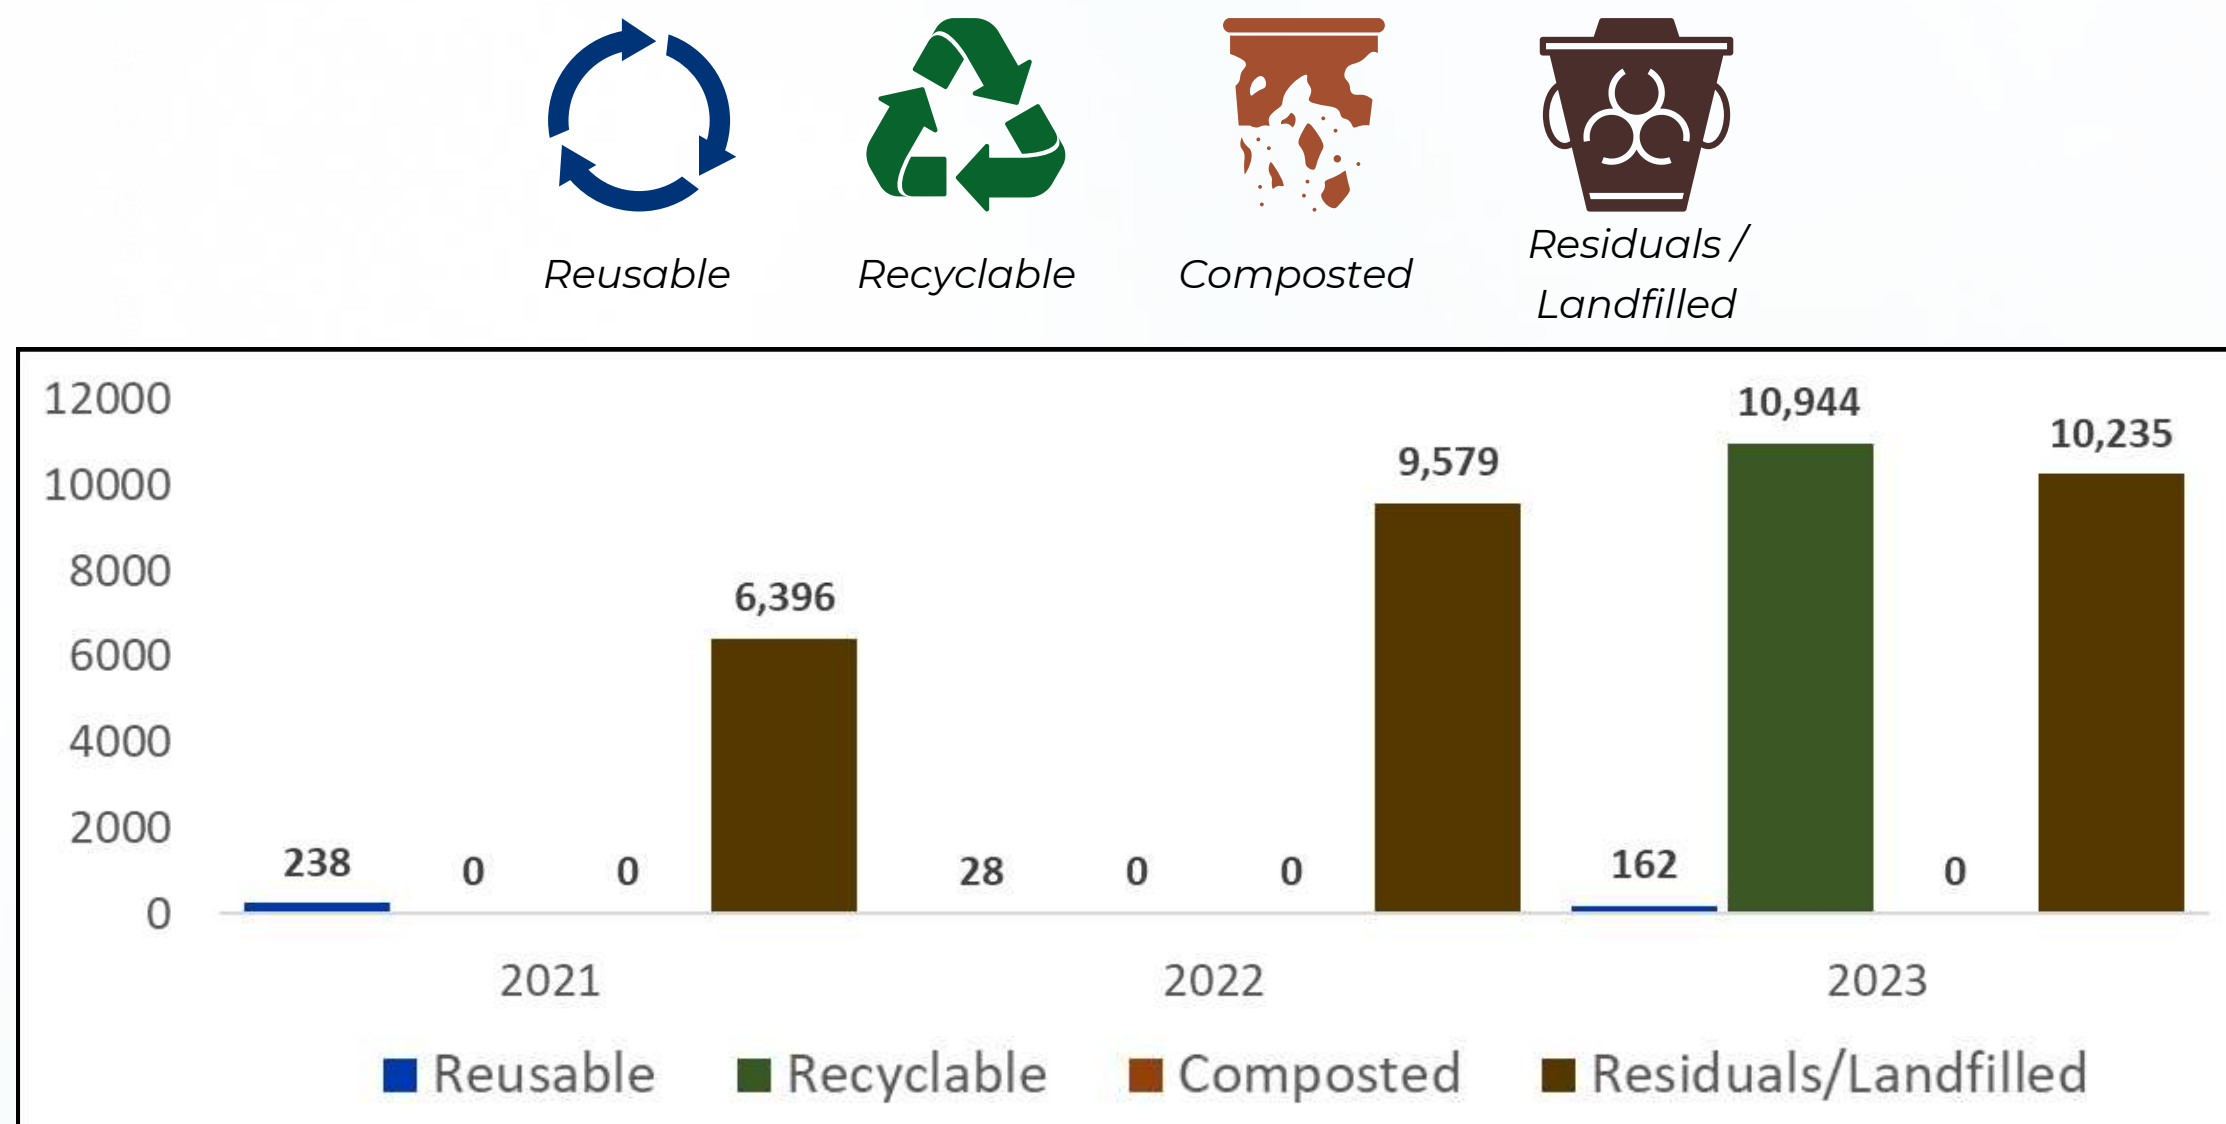 Reusable
Recyclable
Composted
Residuals /
Landfilled
12000
10000
8000
6000
4000
2000
0
238
0
0
6,396
28
0
0
9,579
162
10,944
0
10,235
2021
2022
2023
Reusable
Recyclable
Composted
Residuals/Landfilled